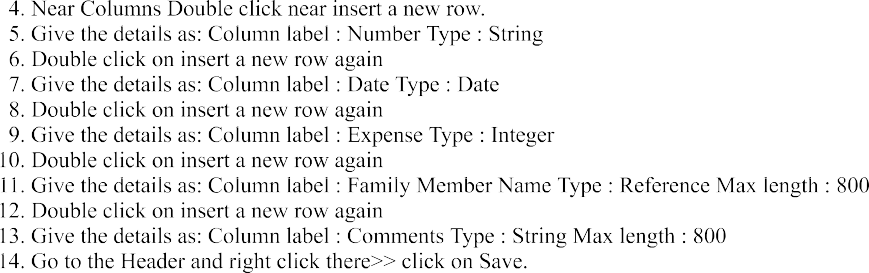 4. Near Columns Double click near insert a new row.
5. Give the details as: Column label : Number Type : String
6. Double click on insert a new row again
7. Give the details as: Column label : Date Type : Date
8. Double click on insert a new row again
9. Give the details as: Column label : Expense Type : Integer
10. Double click on insert a new row again
11. Give the details as: Column label : Family Member Name Type : Reference Max length : 800
12. Double click on insert a new row again
13. Give the details as: Column label : Comments Type : String Max length : 800
14. Go to the Header and right click there>> click on Save.